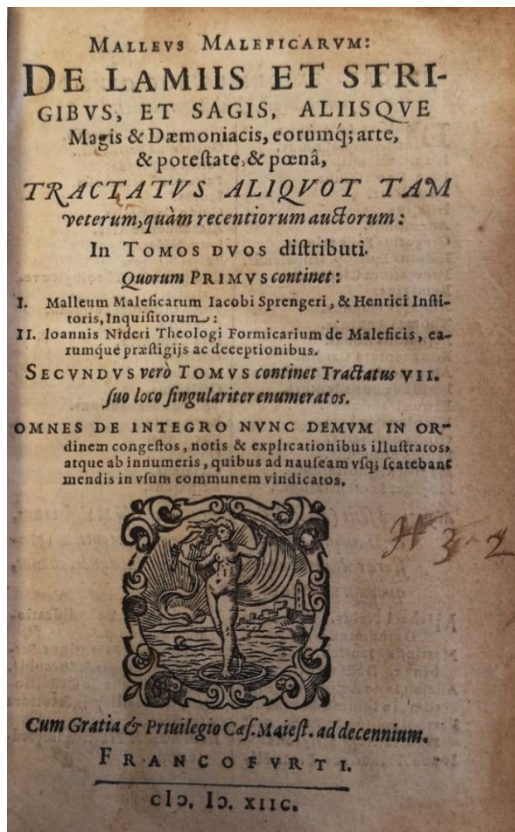 MALLEVS MALEFICARVM:
DE LAMIIS ET STRI-
GIBVS, ET SAGIS, ALIISQVE
Magis & Dæmoniacis, eorumq́; arte,
& poteſtate, & pœnâ,
TRACTATVS ALIQVOT TAM
veterum, quàm recentiorum auctorum:
In TOMOS DVOS diſtributi.
Quorum PRIMVS continet:
I. Malleum Maleficarum Iacobi Sprengeri, & Henrici Inſti-
toris, Inquiſitorum:
II. Ioannis Nideri Theologi Formicarium de Maleficis, ea-
rumque præſtigijs ac deceptionibus.
SECVNDVS verò TOMVS continet Tractatus VII.
ſuo loco ſingulariter enumeratos.
OMNES DE INTEGRO NVNC DEMVM IN OR-
dinem congeſtos, notis & explicationibus illuſtratos,
atque ab innumeris, quibus ad nauſeam vſq; ſcatebant
mendis in vſum communem vindicatos.
H 3-2
Cum Gratia & Priuilegio Cæſ. Maieſt. ad decennium.
FRANCOFVRTI.
cIↄ. Iↄ. XIIC.